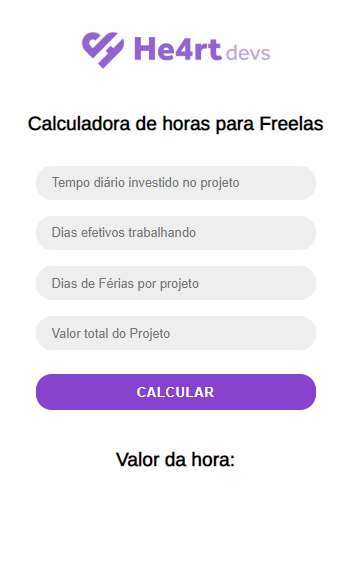 He4rt devs
Calculadora de horas para Freelas
Tempo diário investido no projeto
Dias efetivos trabalhando
Dias de Férias por projeto
Valor total do Projeto
CALCULAR
Valor da hora: